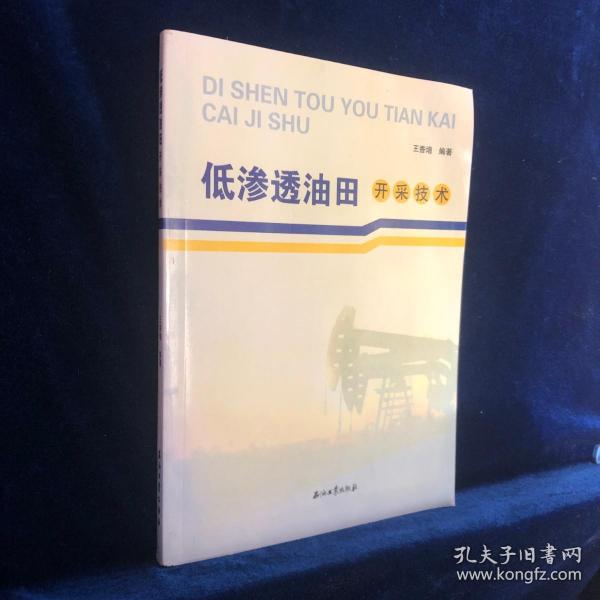 DI SHEN TOU YOU TIAN KAI
CAI JI SHU
王香增 编著
低渗透油田 开采技术
石油工业出版社
孔夫子旧書网
www.kongfz.com